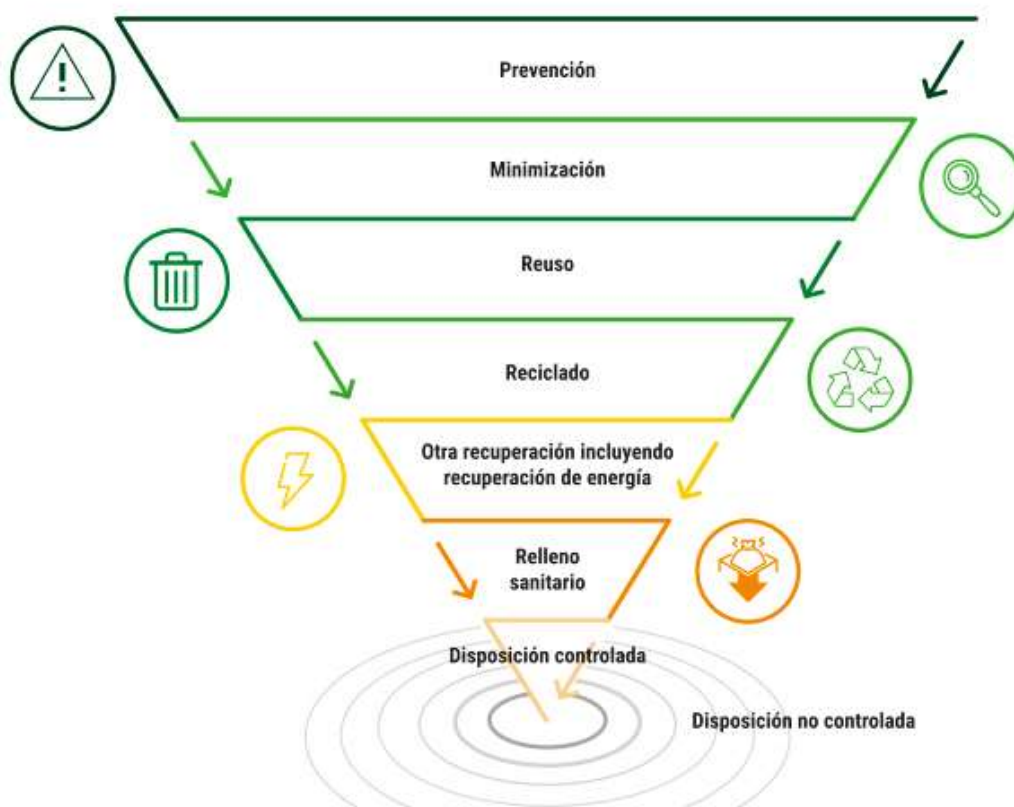 Prevención
Minimización
Reuso
Reciclado
Otra recuperación incluyendo
recuperación de energía
Relleno
sanitario
Disposición controlada
Disposición no controlada